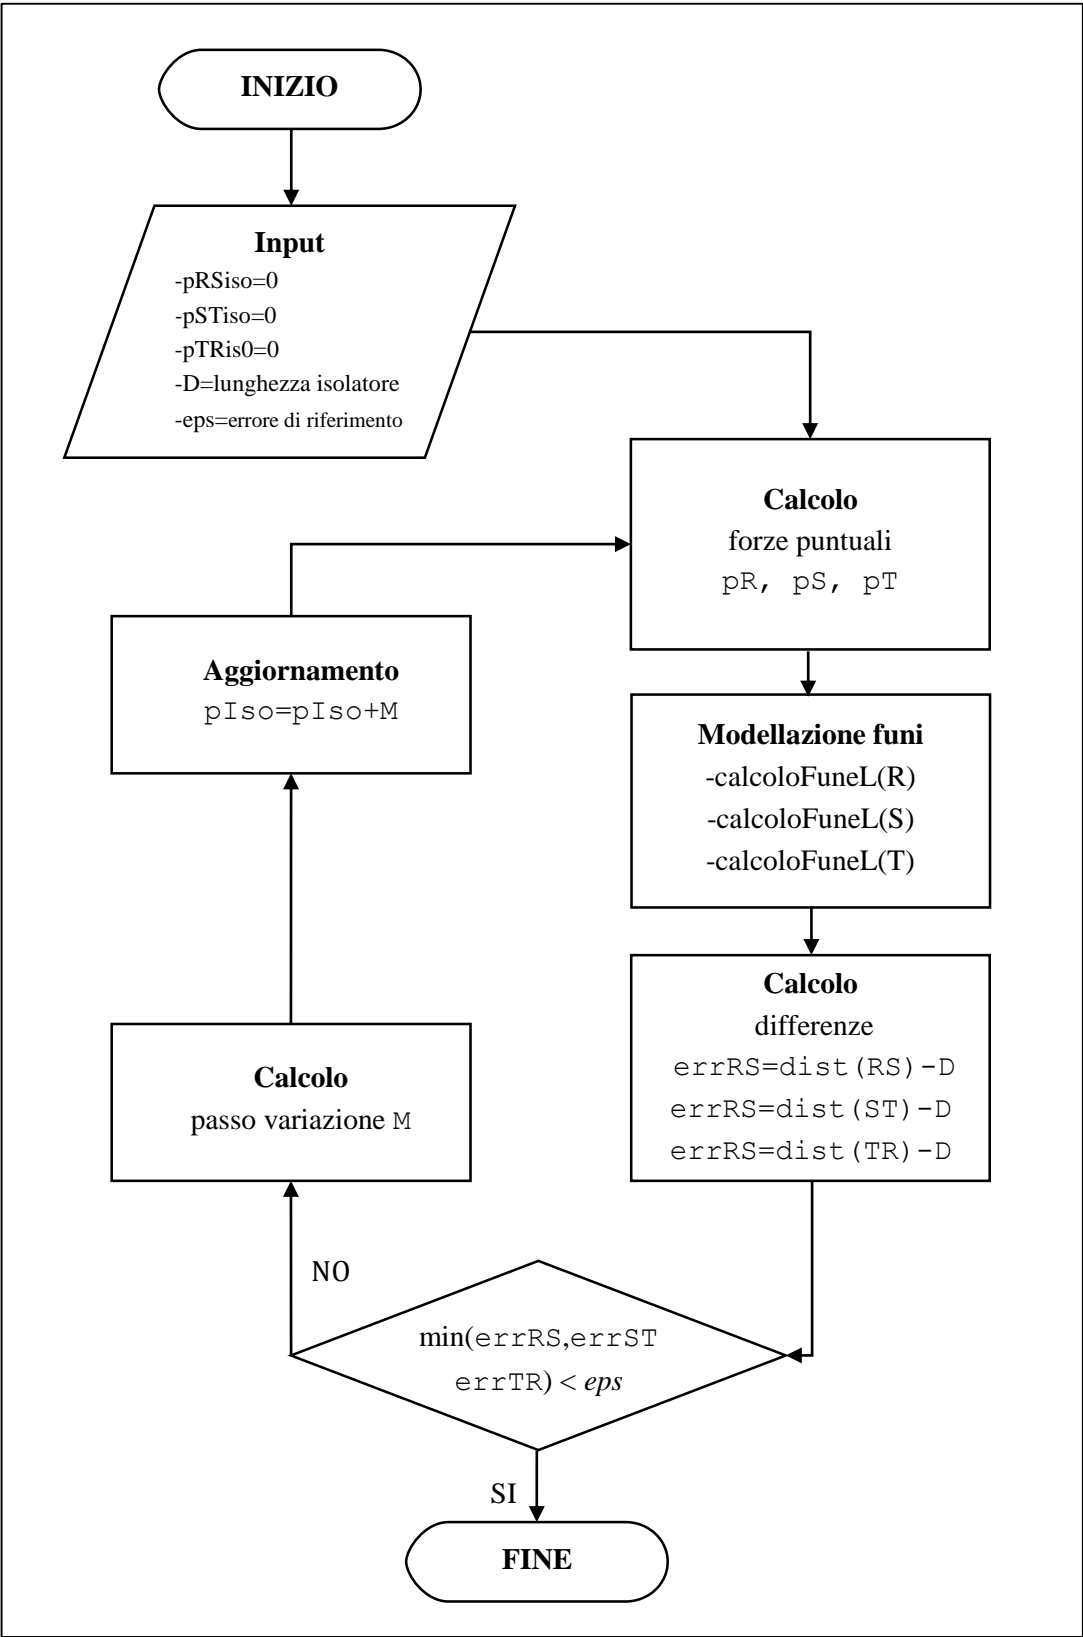 INIZIO
Input
-pRSiso=0
-pSTiso=0
-pTRis0=0
-D=lunghezza isolatore
-eps=errore di riferimento
Calcolo
forze puntuali
pR, pS, pT
Modellazione funi
-calcoloFuneL(R)
-calcoloFuneL(S)
-calcoloFuneL(T)
Calcolo
differenze
errRS=dist(RS)-D
errRS=dist(ST)-D
errRS=dist(TR)-D
min(errRS,errST
errTR) < eps
NO
Calcolo
passo variazione M
Aggiornamento
pIso=pIso+M
SI
FINE